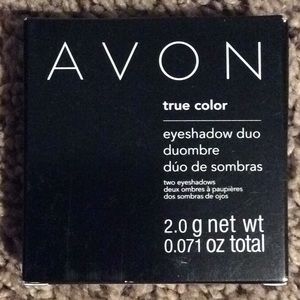 AVON
true color
eyeshadow duo
duombre
dúo de sombras
two eyeshadows
deux ombres à paupières
dos sombras de ojos
2.0 g net wt
0.071 oz total